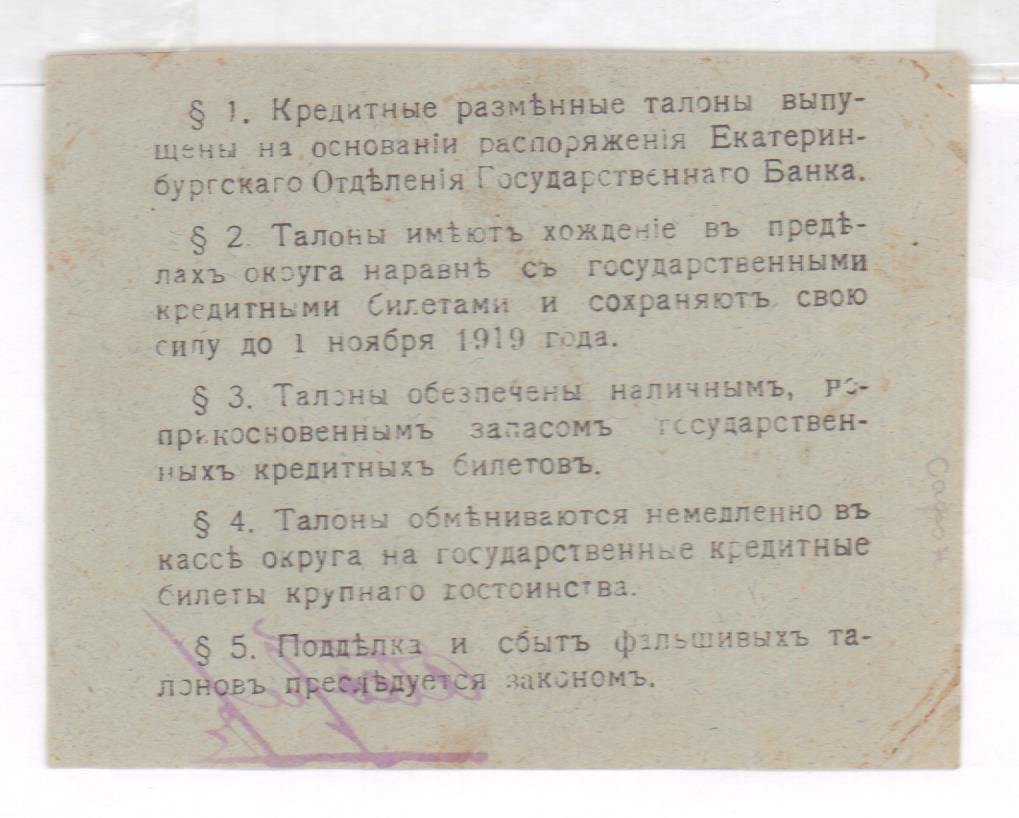 § 1. Кредитные размѣнные талоны выпу-
щены на основаніи распоряженія Екатерин-
бургскаго Отдѣленія Государственнаго Банка.
§ 2. Талоны имѣютъ хожденіе въ предѣ-
лахъ округа наравнѣ съ государственными
кредитными билетами и сохраняютъ свою
силу до 1 ноября 1919 года.
§ 3. Талоны обезпечены наличнымъ, не-
прикосновеннымъ запасомъ государствен-
ныхъ кредитныхъ билетовъ.
§ 4. Талоны обмѣниваются немедленно въ
кассѣ округа на государственные кредитные
билеты крупнаго достоинства.
§ 5. Поддѣлка и сбытъ фальшивыхъ та-
лоновъ преслѣдуется закономъ.